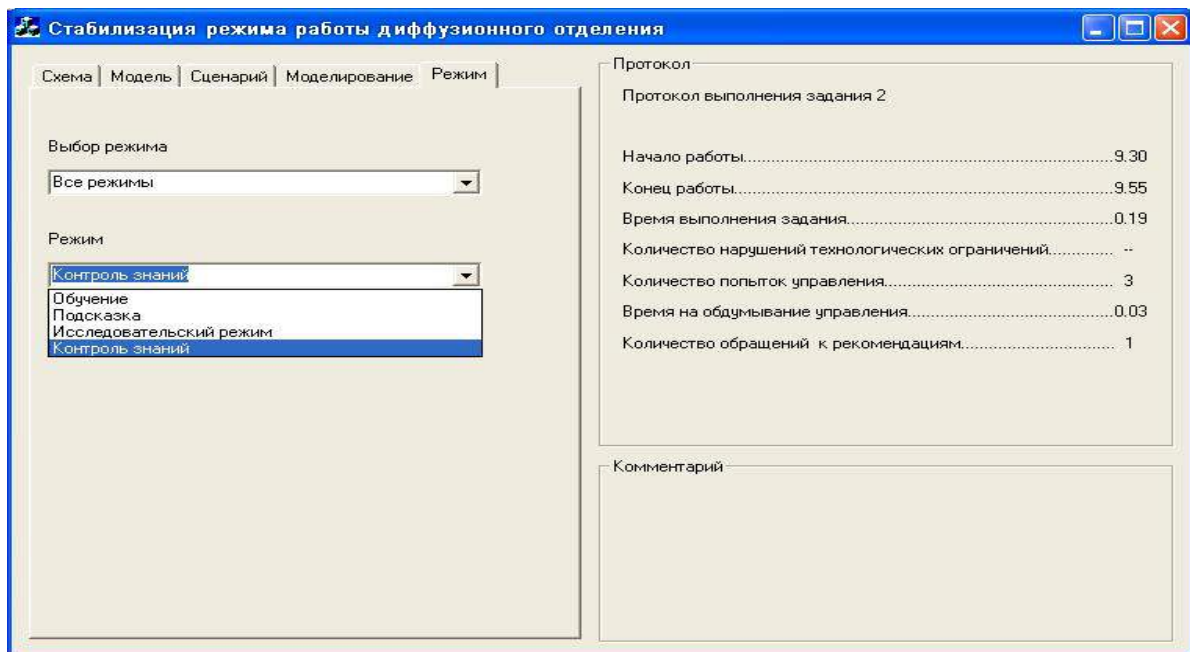 Стабилизация режима работы диффузионного отделения
Схема Модель Сценарий Моделирование Режим
Выбор режима
Все режимы
Режим
Контроль знаний
Обучение
Подсказка
Исследовательский режим
Контроль знаний
Протокол
Протокол выполнения задания 2
Начало работы..........9.30
Конец работы..........9.55
Время выполнения задания..........0.19
Количество нарушений технологических ограничений.......... --
Количество попыток управления.......... 3
Время на обдумывание управления..........0.03
Количество обращений к рекомендациям.......... 1
Комментарий